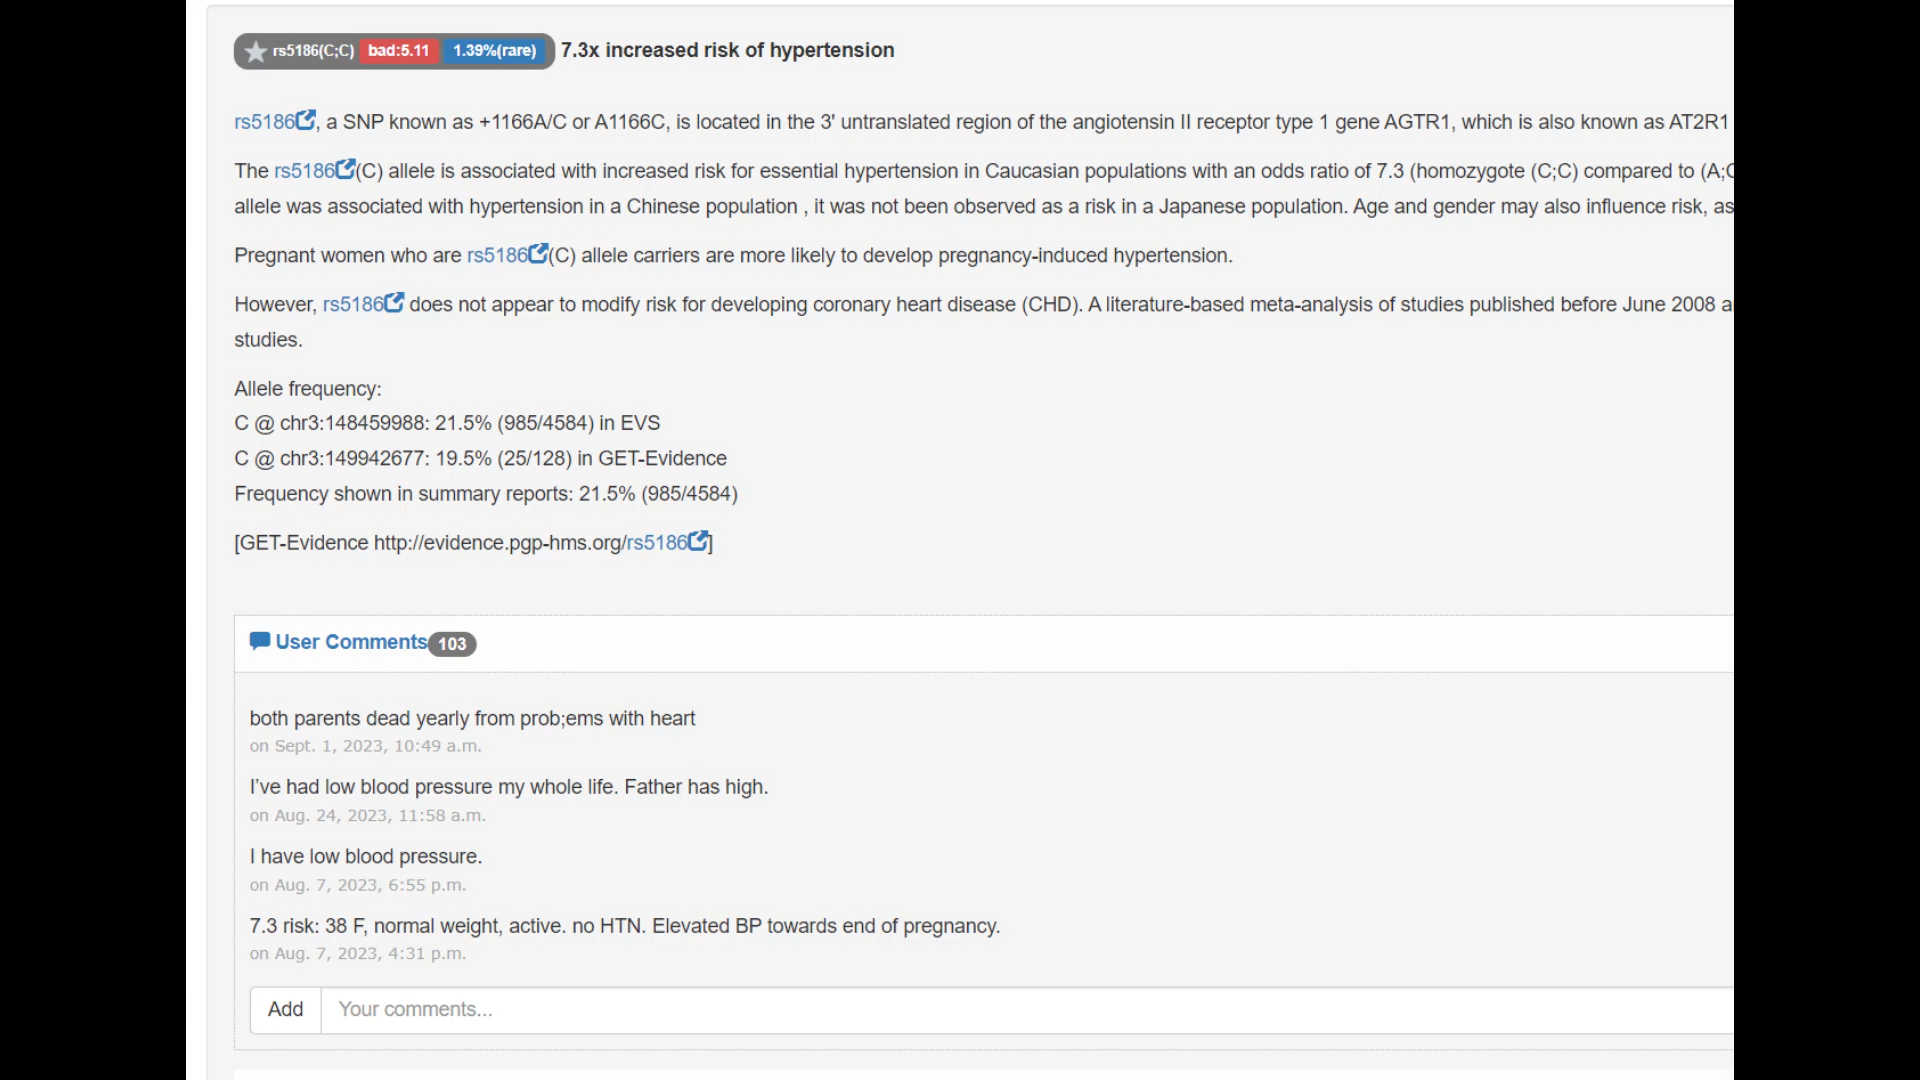 rs5186(C;C) bad:5.11 1.39%(rare) 7.3x increased risk of hypertension
rs5186, a SNP known as +1166A/C or A1166C, is located in the 3' untranslated region of the angiotensin II receptor type 1 gene AGTR1, which is also known as AT2R1
The rs5186(C) allele is associated with increased risk for essential hypertension in Caucasian populations with an odds ratio of 7.3 (homozygote (C;C) compared to (A;C
allele was associated with hypertension in a Chinese population , it was not been observed as a risk in a Japanese population. Age and gender may also influence risk, as
Pregnant women who are rs5186(C) allele carriers are more likely to develop pregnancy-induced hypertension.
However, rs5186 does not appear to modify risk for developing coronary heart disease (CHD). A literature-based meta-analysis of studies published before June 2008 a
studies.
Allele frequency:
C @ chr3:148459988: 21.5% (985/4584) in EVS
C @ chr3:149942677: 19.5% (25/128) in GET-Evidence
Frequency shown in summary reports: 21.5% (985/4584)
[GET-Evidence http://evidence.pgp-hms.org/rs5186]
User Comments 103
both parents dead yearly from prob;ems with heart
on Sept. 1, 2023, 10:49 a.m.
I've had low blood pressure my whole life. Father has high.
on Aug. 24, 2023, 11:58 a.m.
I have low blood pressure.
on Aug. 7, 2023, 6:55 p.m.
7.3 risk: 38 F, normal weight, active. no HTN. Elevated BP towards end of pregnancy.
on Aug. 7, 2023, 4:31 p.m.
Add Your comments...